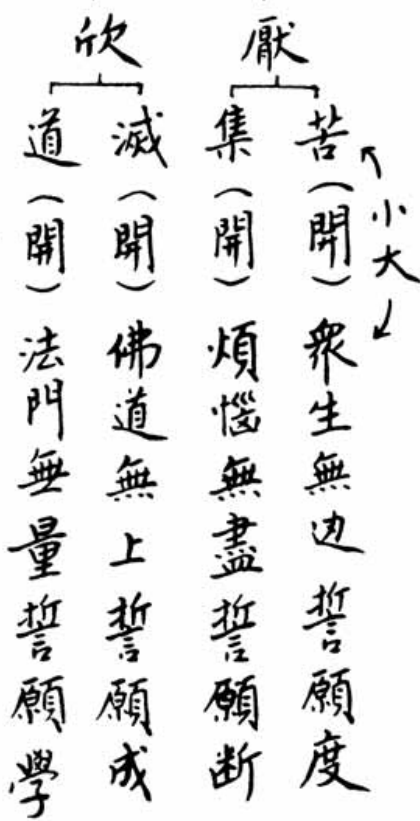 厭
欣
小大
苦（開）衆生無边誓願度
集（開）煩惱無盡誓願断
滅（開）佛道無上誓願成
道（開）法門無量誓願學